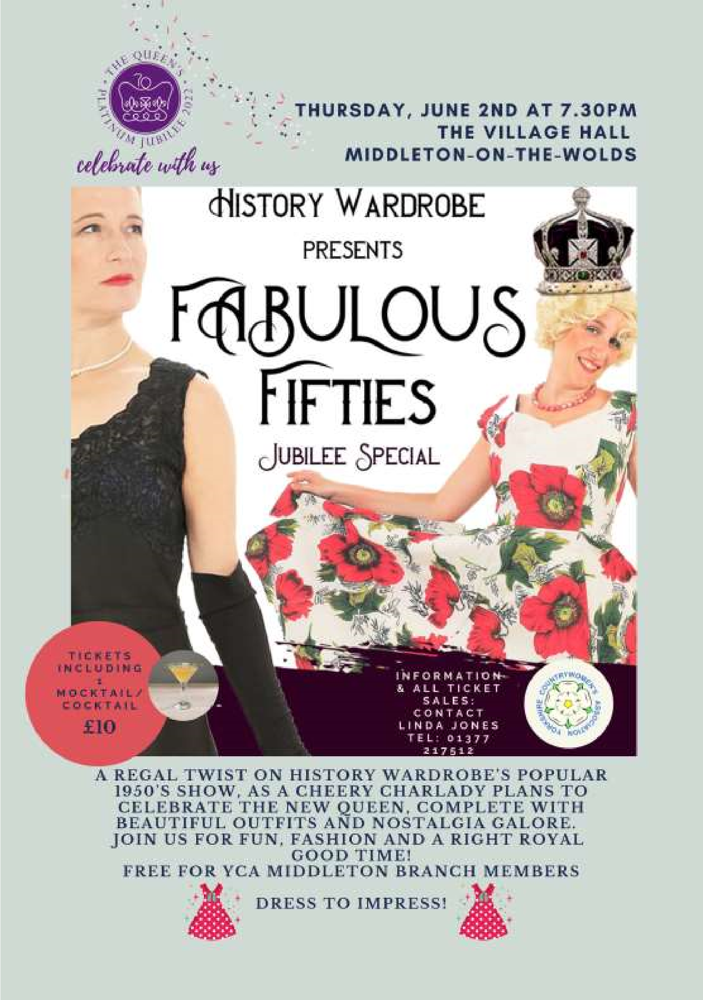 THE QUEEN'S
PLATINUM JUBILEE 2022
70
celebrate with us
THURSDAY, JUNE 2ND AT 7.30PM
THE VILLAGE HALL
MIDDLETON-ON-THE-WOLDS
HISTORY WARDROBE
PRESENTS
FABULOUS
FIFTIES
JUBILEE SPECIAL
TICKETS
INCLUDING
1
MOCKTAIL/
COCKTAIL
£10
INFORMATION
& ALL TICKET
SALES:
CONTACT
LINDA JONES
TEL: 01377
217512
YORKSHIRE COUNTRYWOMEN'S ASSOCIATION
A REGAL TWIST ON HISTORY WARDROBE'S POPULAR
1950'S SHOW, AS A CHEERY CHARLADY PLANS TO
CELEBRATE THE NEW QUEEN, COMPLETE WITH
BEAUTIFUL OUTFITS AND NOSTALGIA GALORE.
JOIN US FOR FUN, FASHION AND A RIGHT ROYAL
GOOD TIME!
FREE FOR YCA MIDDLETON BRANCH MEMBERS
DRESS TO IMPRESS!